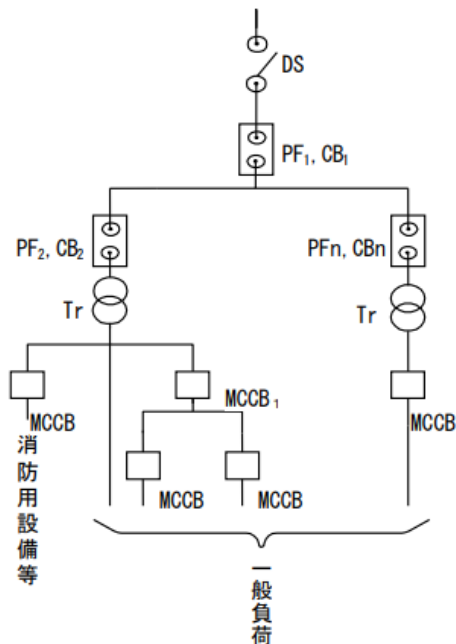 DS
PF₁, CB₁
PF₂, CB₂
PFn, CBn
Tr
Tr
MCCB
MCCB₁
MCCB
MCCB
MCCB
消防用設備等
一般負荷